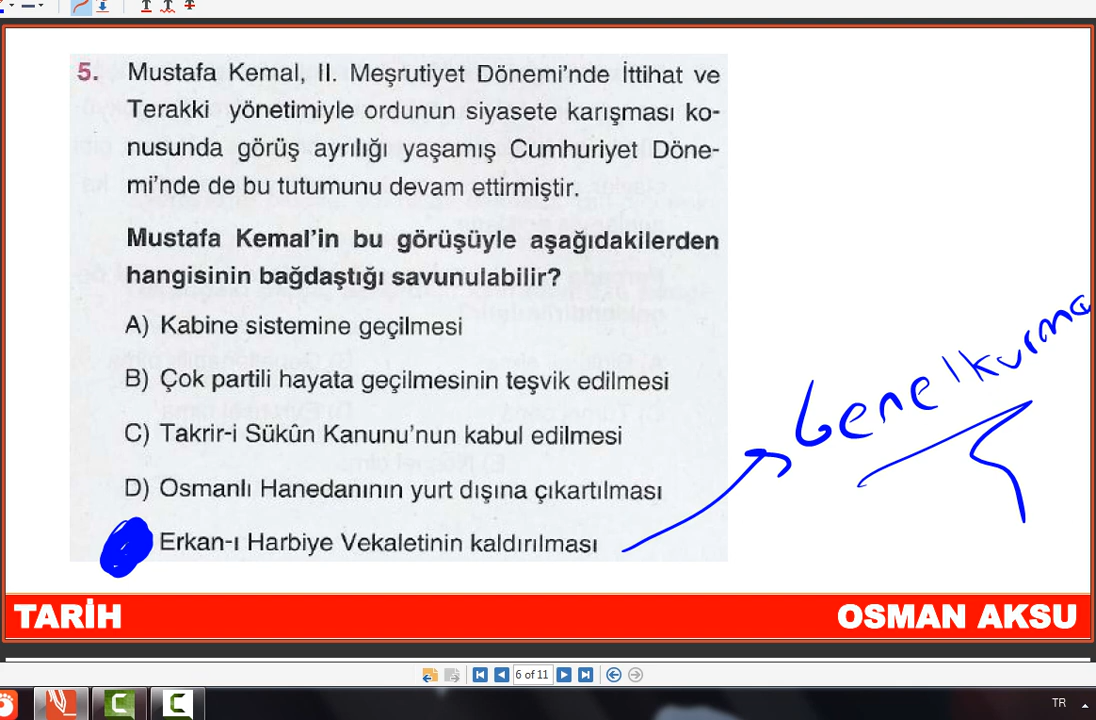 5. Mustafa Kemal, II. Meşrutiyet Dönemi'nde İttihat ve
Terakki yönetimiyle ordunun siyasete karışması ko-
nusunda görüş ayrılığı yaşamış Cumhuriyet Döne-
mi'nde de bu tutumunu devam ettirmiştir.
Mustafa Kemal'in bu görüşüyle aşağıdakilerden
hangisinin bağdaştığı savunulabilir?
A) Kabine sistemine geçilmesi
B) Çok partili hayata geçilmesinin teşvik edilmesi
C) Takrir-i Sükûn Kanunu'nun kabul edilmesi
D) Osmanlı Hanedanının yurt dışına çıkartılması
Erkan-ı Harbiye Vekaletinin kaldırılması
Genelkurma
TARİH
OSMAN AKSU
6 of 11
TR